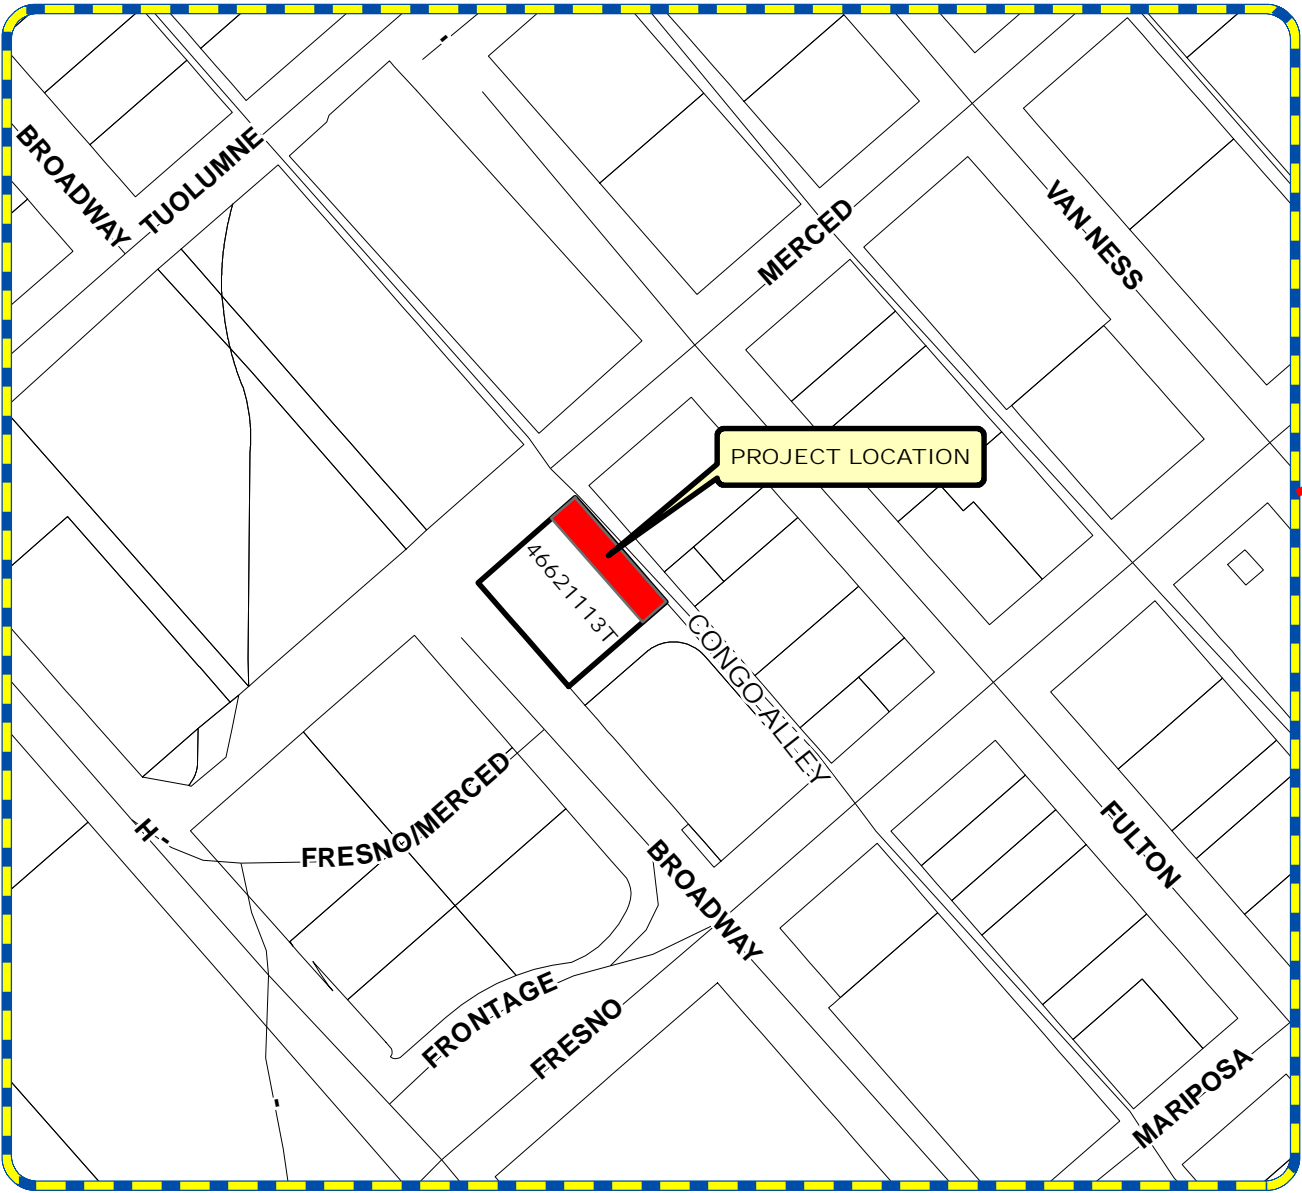 BROADWAY
TUOLUMNE
MERCED
VAN NESS
PROJECT LOCATION
46621113T
CONGO ALLEY
FRESNO/MERCED
H
BROADWAY
FULTON
FRONTAGE
FRESNO
MARIPOSA